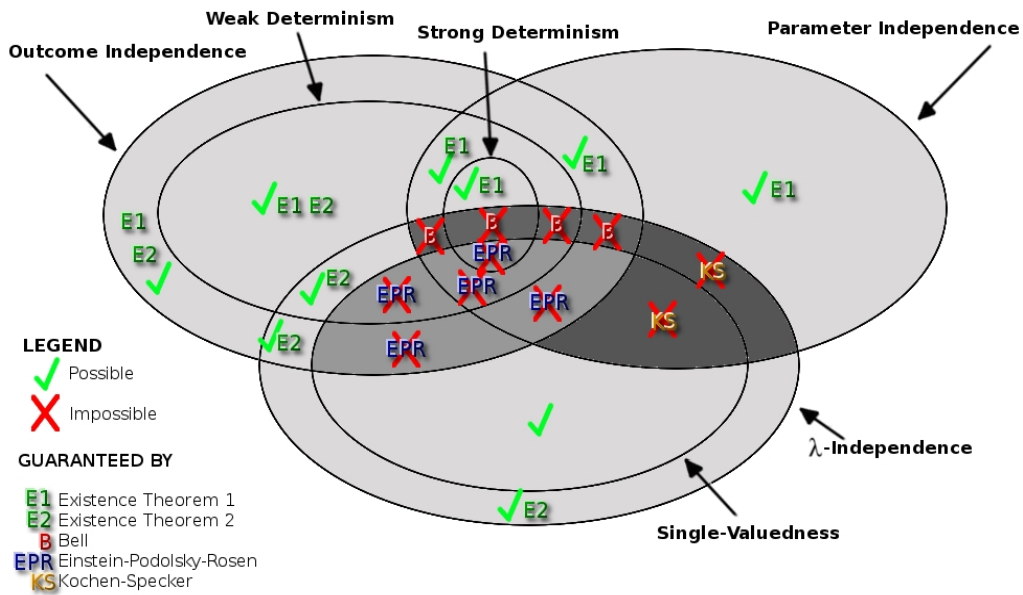 Weak Determinism
Strong Determinism
Parameter Independence
Outcome Independence
E1
E1
E1
E1
E1 E2
E1
E2
B
B
B
B
EPR
KS
E2
EPR
EPR
EPR
KS
E2
EPR
LEGEND
Possible
Impossible
λ-Independence
GUARANTEED BY
E1 Existence Theorem 1
E2 Existence Theorem 2
B Bell
EPR Einstein-Podolsky-Rosen
KS Kochen-Specker
E2
Single-Valuedness